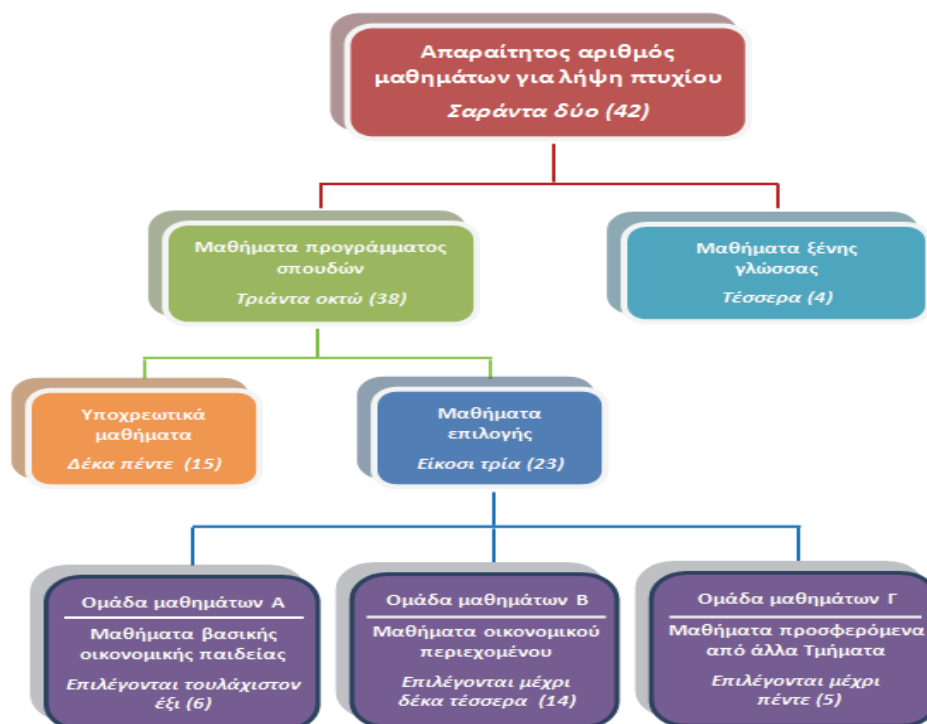 Απαραίτητος αριθμός
μαθημάτων για λήψη πτυχίου
Σαράντα δύο (42)
Μαθήματα προγράμματος
σπουδών
Τριάντα οκτώ (38)
Μαθήματα ξένης
γλώσσας
Τέσσερα (4)
Υποχρεωτικά
μαθήματα
Δέκα πέντε (15)
Μαθήματα
επιλογής
Είκοσι τρία (23)
Ομάδα μαθημάτων Α
Μαθήματα βασικής
οικονομικής παιδείας
Επιλέγονται τουλάχιστον
έξι (6)
Ομάδα μαθημάτων Β
Μαθήματα οικονομικού
περιεχομένου
Επιλέγονται μέχρι
δέκα τέσσερα (14)
Ομάδα μαθημάτων Γ
Μαθήματα προσφερόμενα
από άλλα Τμήματα
Επιλέγονται μέχρι
πέντε (5)